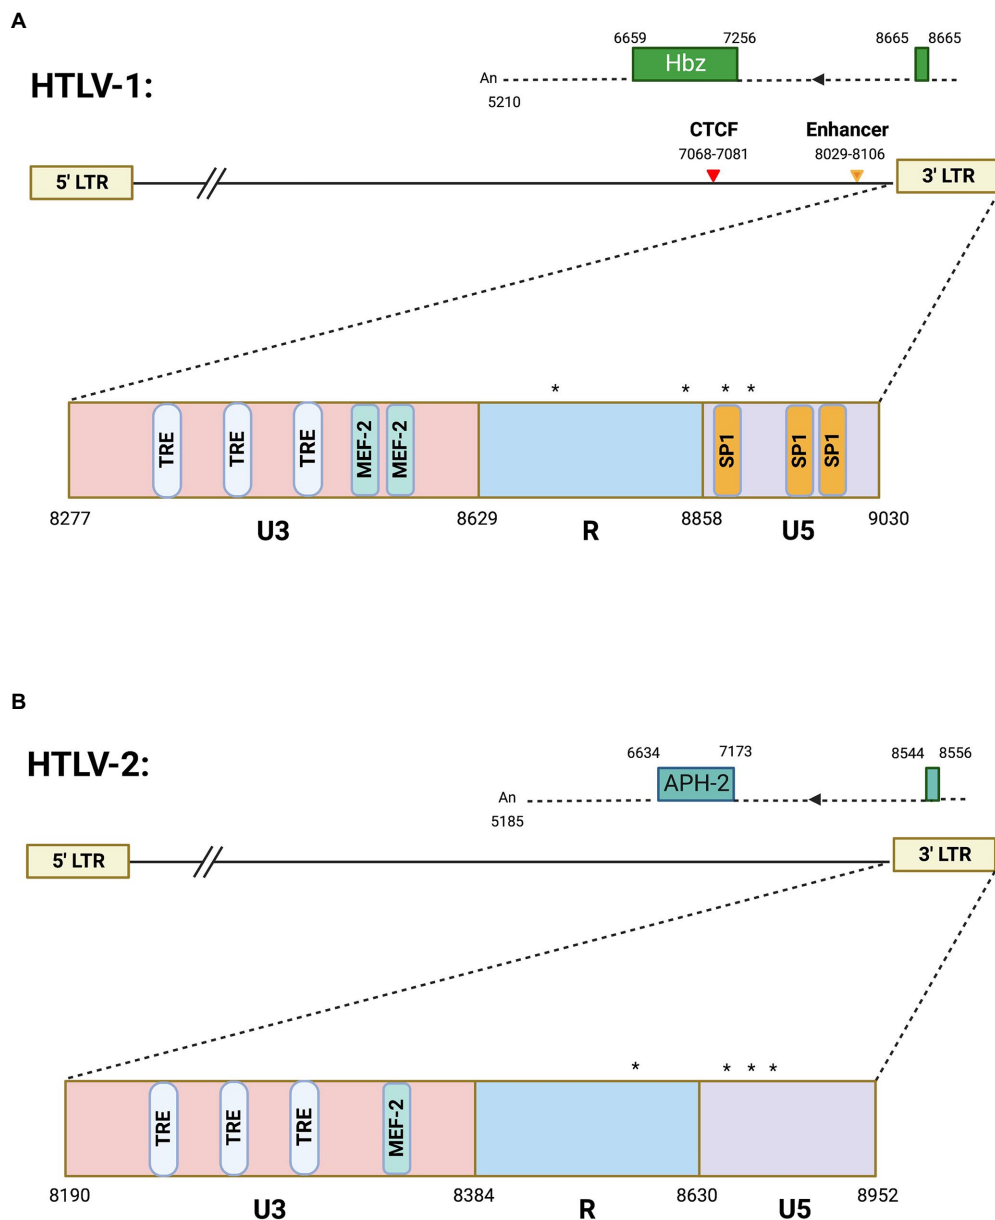 A
6659 7256 8665 8665
HTLV-1:
Hbz
An
5210
CTCF Enhancer
7068-7081 8029-8106
5' LTR 3' LTR
* * * *
TRE TRE TRE MEF-2 MEF-2 SP1 SP1 SP1
8277 8629 8858 9030
U3 R U5
B
HTLV-2:
6634 7173 8544 8556
APH-2
An
5185
5' LTR 3' LTR
* * * *
TRE TRE TRE MEF-2
8190 8384 8630 8952
U3 R U5